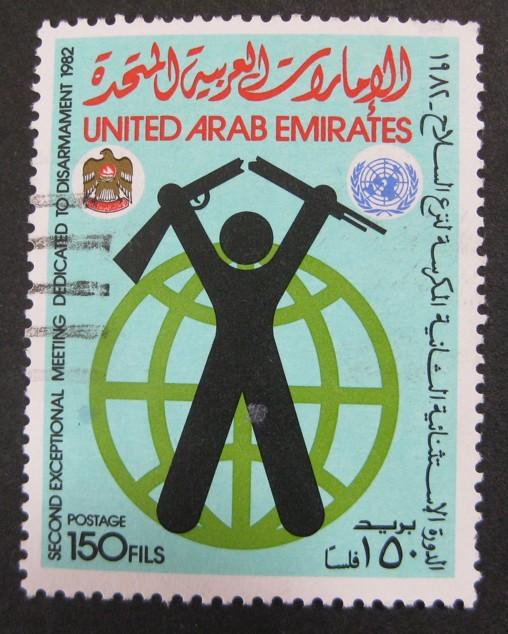 الإمارات العربية المتحدة
UNITED ARAB EMIRATES
SECOND EXCEPTIONAL MEETING DEDICATED TO DISARMAMENT 1982
الدورة الاستثنائية الثانية المكرسة لنزع السلاح - ١٩٨٢
POSTAGE
150 FILS
بريد
١٥٠ فلسًا